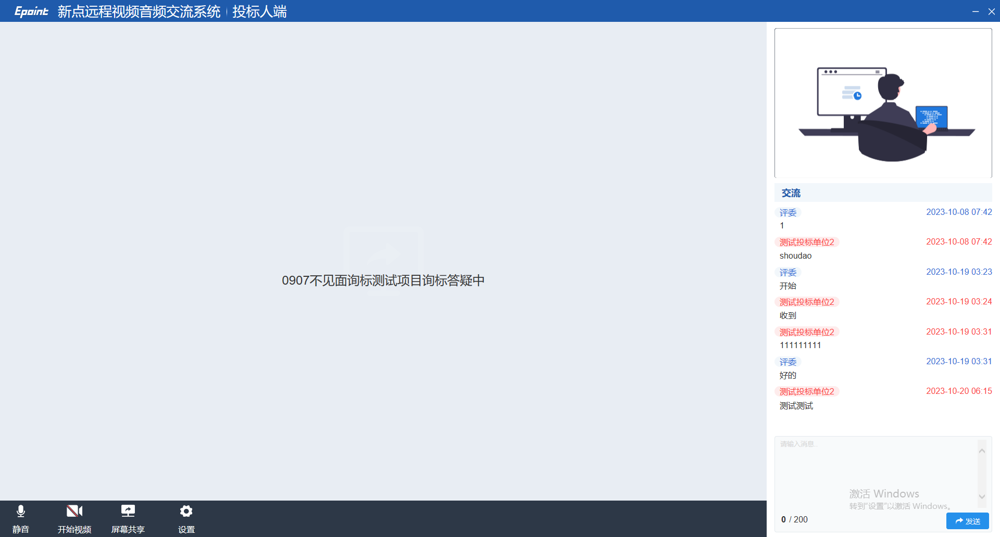 Epoint 新点远程视频音频交流系统 投标人端
0907不见面询标测试项目询标答疑中
交流
评委 2023-10-08 07:42
1
测试投标单位2 2023-10-08 07:42
shoudao
评委 2023-10-19 03:23
开始
测试投标单位2 2023-10-19 03:24
收到
测试投标单位2 2023-10-19 03:31
111111111
评委 2023-10-19 03:31
好的
测试投标单位2 2023-10-20 06:15
测试测试
请输入消息..
激活 Windows
转到“设置”以激活 Windows。
0 / 200
发送
静音 开始视频 屏幕共享 设置